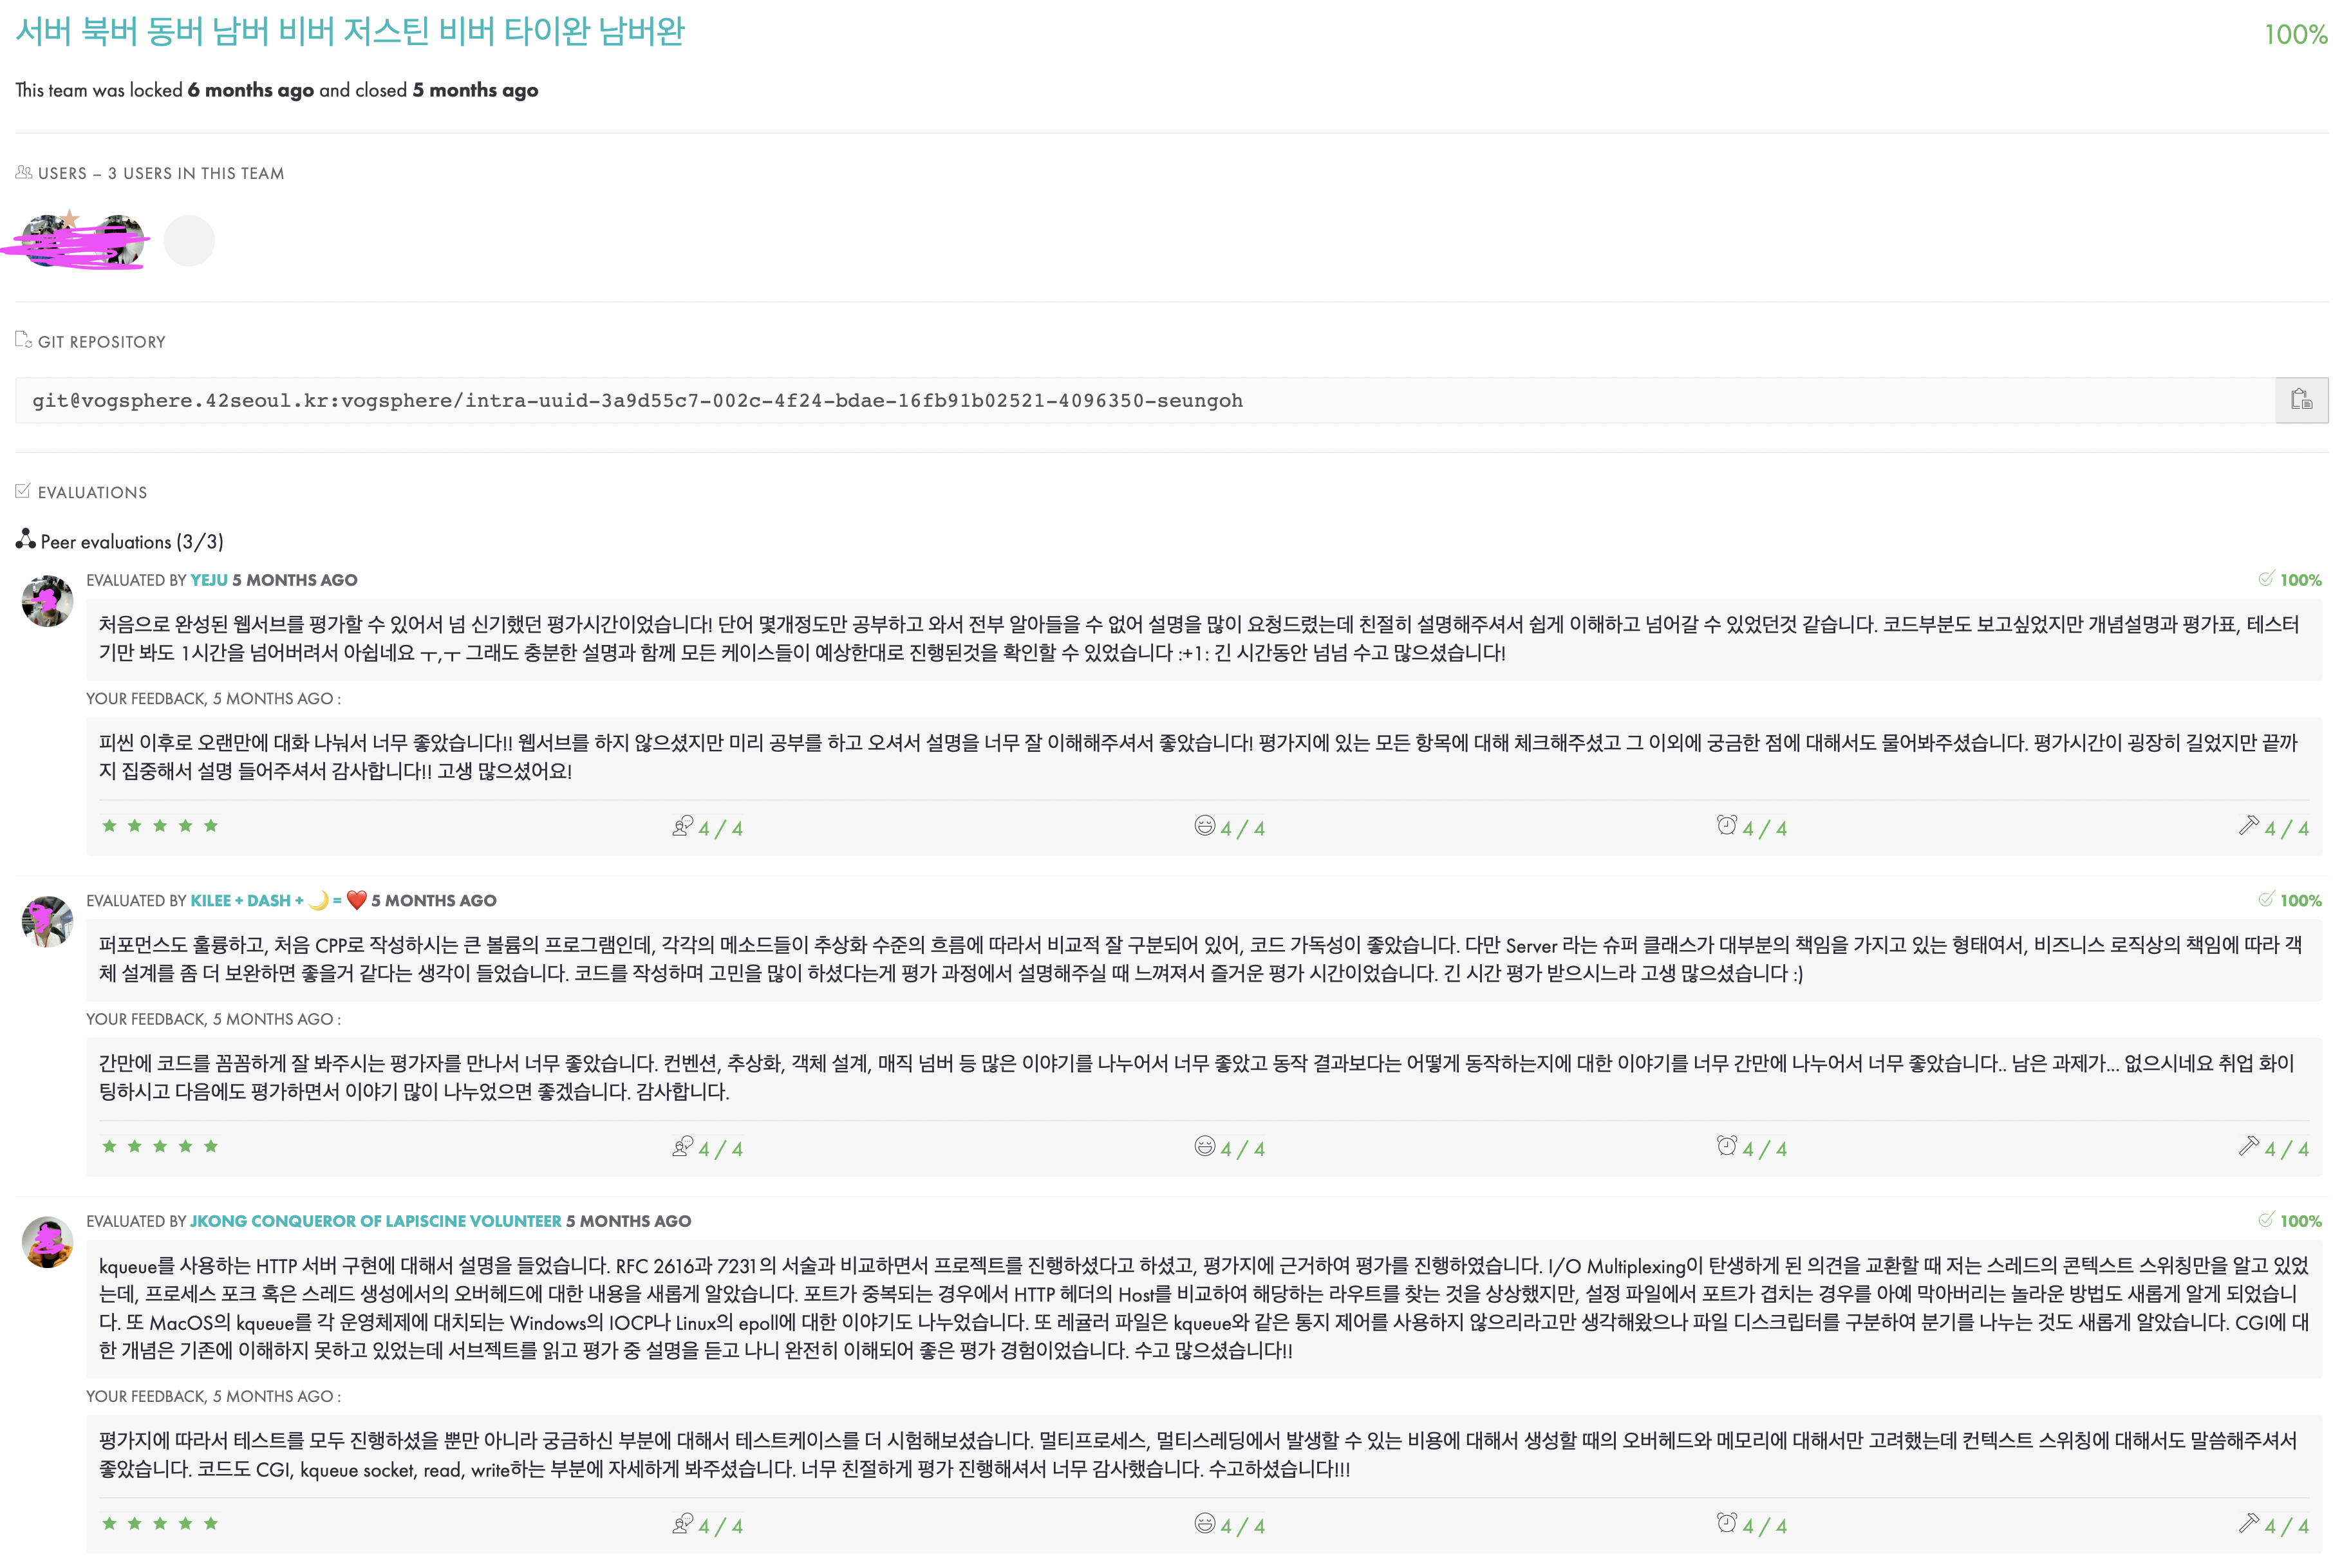 서버 북버 동버 남버 비버 저스틴 비버 타이완 남버완
100%
This team was locked 6 months ago and closed 5 months ago
USERS – 3 USERS IN THIS TEAM
GIT REPOSITORY
git@vogsphere.42seoul.kr:vogsphere/intra-uuid-3a9d55c7-002c-4f24-bdae-16fb91b02521-4096350-seungoh
EVALUATIONS
Peer evaluations (3/3)
EVALUATED BY YEJU 5 MONTHS AGO
100%
처음으로 완성된 웹서브를 평가할 수 있어서 넘 신기했던 평가시간이었습니다! 단어 몇개정도만 공부하고 와서 전부 알아들을 수 없어 설명을 많이 요청드렸는데 친절히 설명해주셔서 쉽게 이해하고 넘어갈 수 있었던것 같습니다. 코드부분도 보고싶었지만 개념설명과 평가표, 테스터
기만 봐도 1시간을 넘어버려서 아쉽네요 ㅜ,ㅜ 그래도 충분한 설명과 함께 모든 케이스들이 예상한대로 진행된것을 확인할 수 있었습니다 :+1: 긴 시간동안 넘넘 수고 많으셨습니다!
YOUR FEEDBACK, 5 MONTHS AGO :
피씬 이후로 오랜만에 대화 나눠서 너무 좋았습니다!! 웹서브를 하지 않으셨지만 미리 공부를 하고 오셔서 설명을 너무 잘 이해해주셔서 좋았습니다! 평가지에 있는 모든 항목에 대해 체크해주셨고 그 이외에 궁금한 점에 대해서도 물어봐주셨습니다. 평가시간이 굉장히 길었지만 끝까
지 집중해서 설명 들어주셔서 감사합니다!! 고생 많으셨어요!
4 / 4 4 / 4 4 / 4 4 / 4
EVALUATED BY KILEE + DASH + 🌙 = ❤️ 5 MONTHS AGO
100%
퍼포먼스도 훌륭하고, 처음 CPP로 작성하시는 큰 볼륨의 프로그램인데, 각각의 메소드들이 추상화 수준의 흐름에 따라서 비교적 잘 구분되어 있어, 코드 가독성이 좋았습니다. 다만 Server 라는 슈퍼 클래스가 대부분의 책임을 가지고 있는 형태여서, 비즈니스 로직상의 책임에 따라 객
체 설계를 좀 더 보완하면 좋을거 같다는 생각이 들었습니다. 코드를 작성하며 고민을 많이 하셨다는게 평가 과정에서 설명해주실 때 느껴져서 즐거운 평가 시간이었습니다. 긴 시간 평가 받으시느라 고생 많으셨습니다 :)
YOUR FEEDBACK, 5 MONTHS AGO :
간만에 코드를 꼼꼼하게 잘 봐주시는 평가자를 만나서 너무 좋았습니다. 컨벤션, 추상화, 객체 설계, 매직 넘버 등 많은 이야기를 나누어서 너무 좋았고 동작 결과보다는 어떻게 동작하는지에 대한 이야기를 너무 간만에 나누어서 너무 좋았습니다.. 남은 과제가... 없으시네요 취업 화이
팅하시고 다음에도 평가하면서 이야기 많이 나누었으면 좋겠습니다. 감사합니다.
4 / 4 4 / 4 4 / 4 4 / 4
EVALUATED BY JKONG CONQUEROR OF LAPISCINE VOLUNTEER 5 MONTHS AGO
100%
kqueue를 사용하는 HTTP 서버 구현에 대해서 설명을 들었습니다. RFC 2616과 7231의 서술과 비교하면서 프로젝트를 진행하셨다고 하셨고, 평가지에 근거하여 평가를 진행하였습니다. I/O Multiplexing이 탄생하게 된 의견을 교환할 때 저는 스레드의 콘텍스트 스위칭만을 알고 있었
는데, 프로세스 포크 혹은 스레드 생성에서의 오버헤드에 대한 내용을 새롭게 알았습니다. 포트가 중복되는 경우에서 HTTP 헤더의 Host를 비교하여 해당하는 라우트를 찾는 것을 상상했지만, 설정 파일에서 포트가 겹치는 경우를 아예 막아버리는 놀라운 방법도 새롭게 알게 되었습니
다. 또 MacOS의 kqueue를 각 운영체제에 대치되는 Windows의 IOCP나 Linux의 epoll에 대한 이야기도 나누었습니다. 또 레귤러 파일은 kqueue와 같은 통지 제어를 사용하지 않으리라고만 생각해왔으나 파일 디스크립터를 구분하여 분기를 나누는 것도 새롭게 알았습니다. CGI에 대
한 개념은 기존에 이해하지 못하고 있었는데 서브젝트를 읽고 평가 중 설명을 듣고 나니 완전히 이해되어 좋은 평가 경험이었습니다. 수고 많으셨습니다!!
YOUR FEEDBACK, 5 MONTHS AGO :
평가지에 따라서 테스트를 모두 진행하셨을 뿐만 아니라 궁금하신 부분에 대해서 테스트케이스를 더 시험해보셨습니다. 멀티프로세스, 멀티스레딩에서 발생할 수 있는 비용에 대해서 생성할 때의 오버헤드와 메모리에 대해서만 고려했는데 컨텍스트 스위칭에 대해서도 말씀해주셔서
좋았습니다. 코드도 CGI, kqueue socket, read, write하는 부분에 자세하게 봐주셨습니다. 너무 친절하게 평가 진행해셔서 너무 감사했습니다. 수고하셨습니다!!!
4 / 4 4 / 4 4 / 4 4 / 4